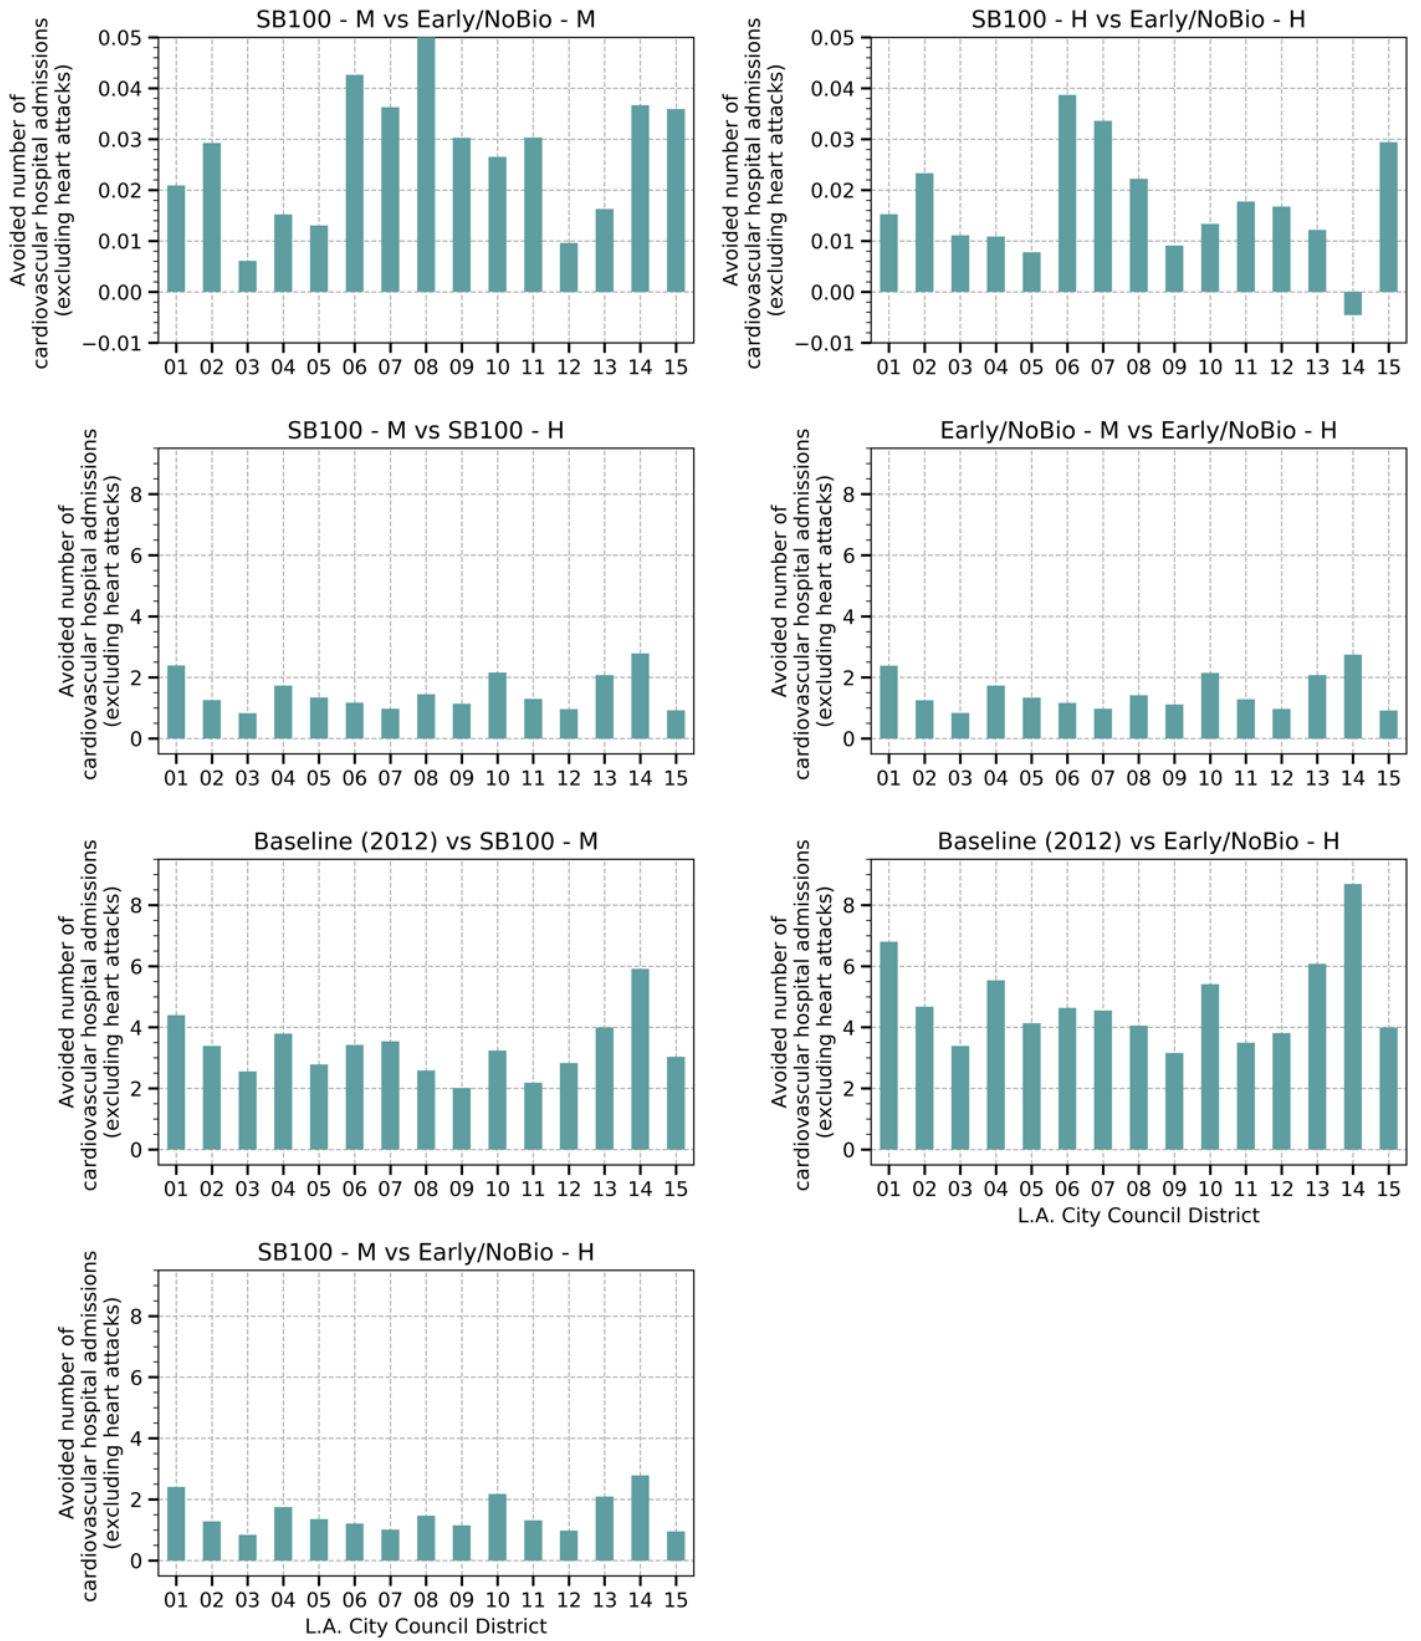 SB100 - M vs Early/NoBio - M
Avoided number of
cardiovascular hospital admissions
(excluding heart attacks)
0.05
0.04
0.03
0.02
0.01
0.00
−0.01
01 02 03 04 05 06 07 08 09 10 11 12 13 14 15
SB100 - H vs Early/NoBio - H
Avoided number of
cardiovascular hospital admissions
(excluding heart attacks)
0.05
0.04
0.03
0.02
0.01
0.00
−0.01
01 02 03 04 05 06 07 08 09 10 11 12 13 14 15
SB100 - M vs SB100 - H
Avoided number of
cardiovascular hospital admissions
(excluding heart attacks)
8
6
4
2
0
01 02 03 04 05 06 07 08 09 10 11 12 13 14 15
Early/NoBio - M vs Early/NoBio - H
Avoided number of
cardiovascular hospital admissions
(excluding heart attacks)
8
6
4
2
0
01 02 03 04 05 06 07 08 09 10 11 12 13 14 15
Baseline (2012) vs SB100 - M
Avoided number of
cardiovascular hospital admissions
(excluding heart attacks)
8
6
4
2
0
01 02 03 04 05 06 07 08 09 10 11 12 13 14 15
Baseline (2012) vs Early/NoBio - H
Avoided number of
cardiovascular hospital admissions
(excluding heart attacks)
8
6
4
2
0
01 02 03 04 05 06 07 08 09 10 11 12 13 14 15
L.A. City Council District
SB100 - M vs Early/NoBio - H
Avoided number of
cardiovascular hospital admissions
(excluding heart attacks)
8
6
4
2
0
01 02 03 04 05 06 07 08 09 10 11 12 13 14 15
L.A. City Council District